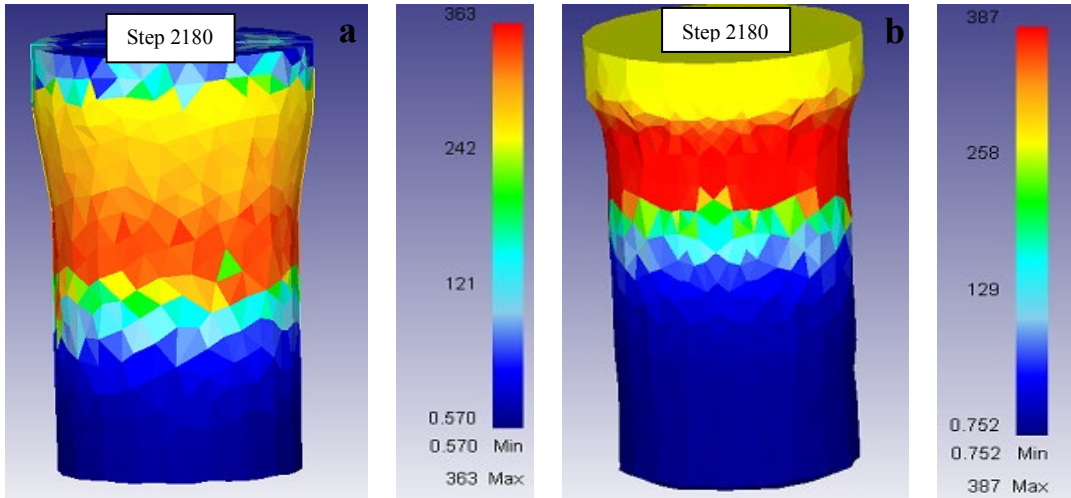 Step 2180
a
363
242
121
0.570
0.570 Min
363 Max
Step 2180
b
387
258
129
0.752
0.752 Min
387 Max